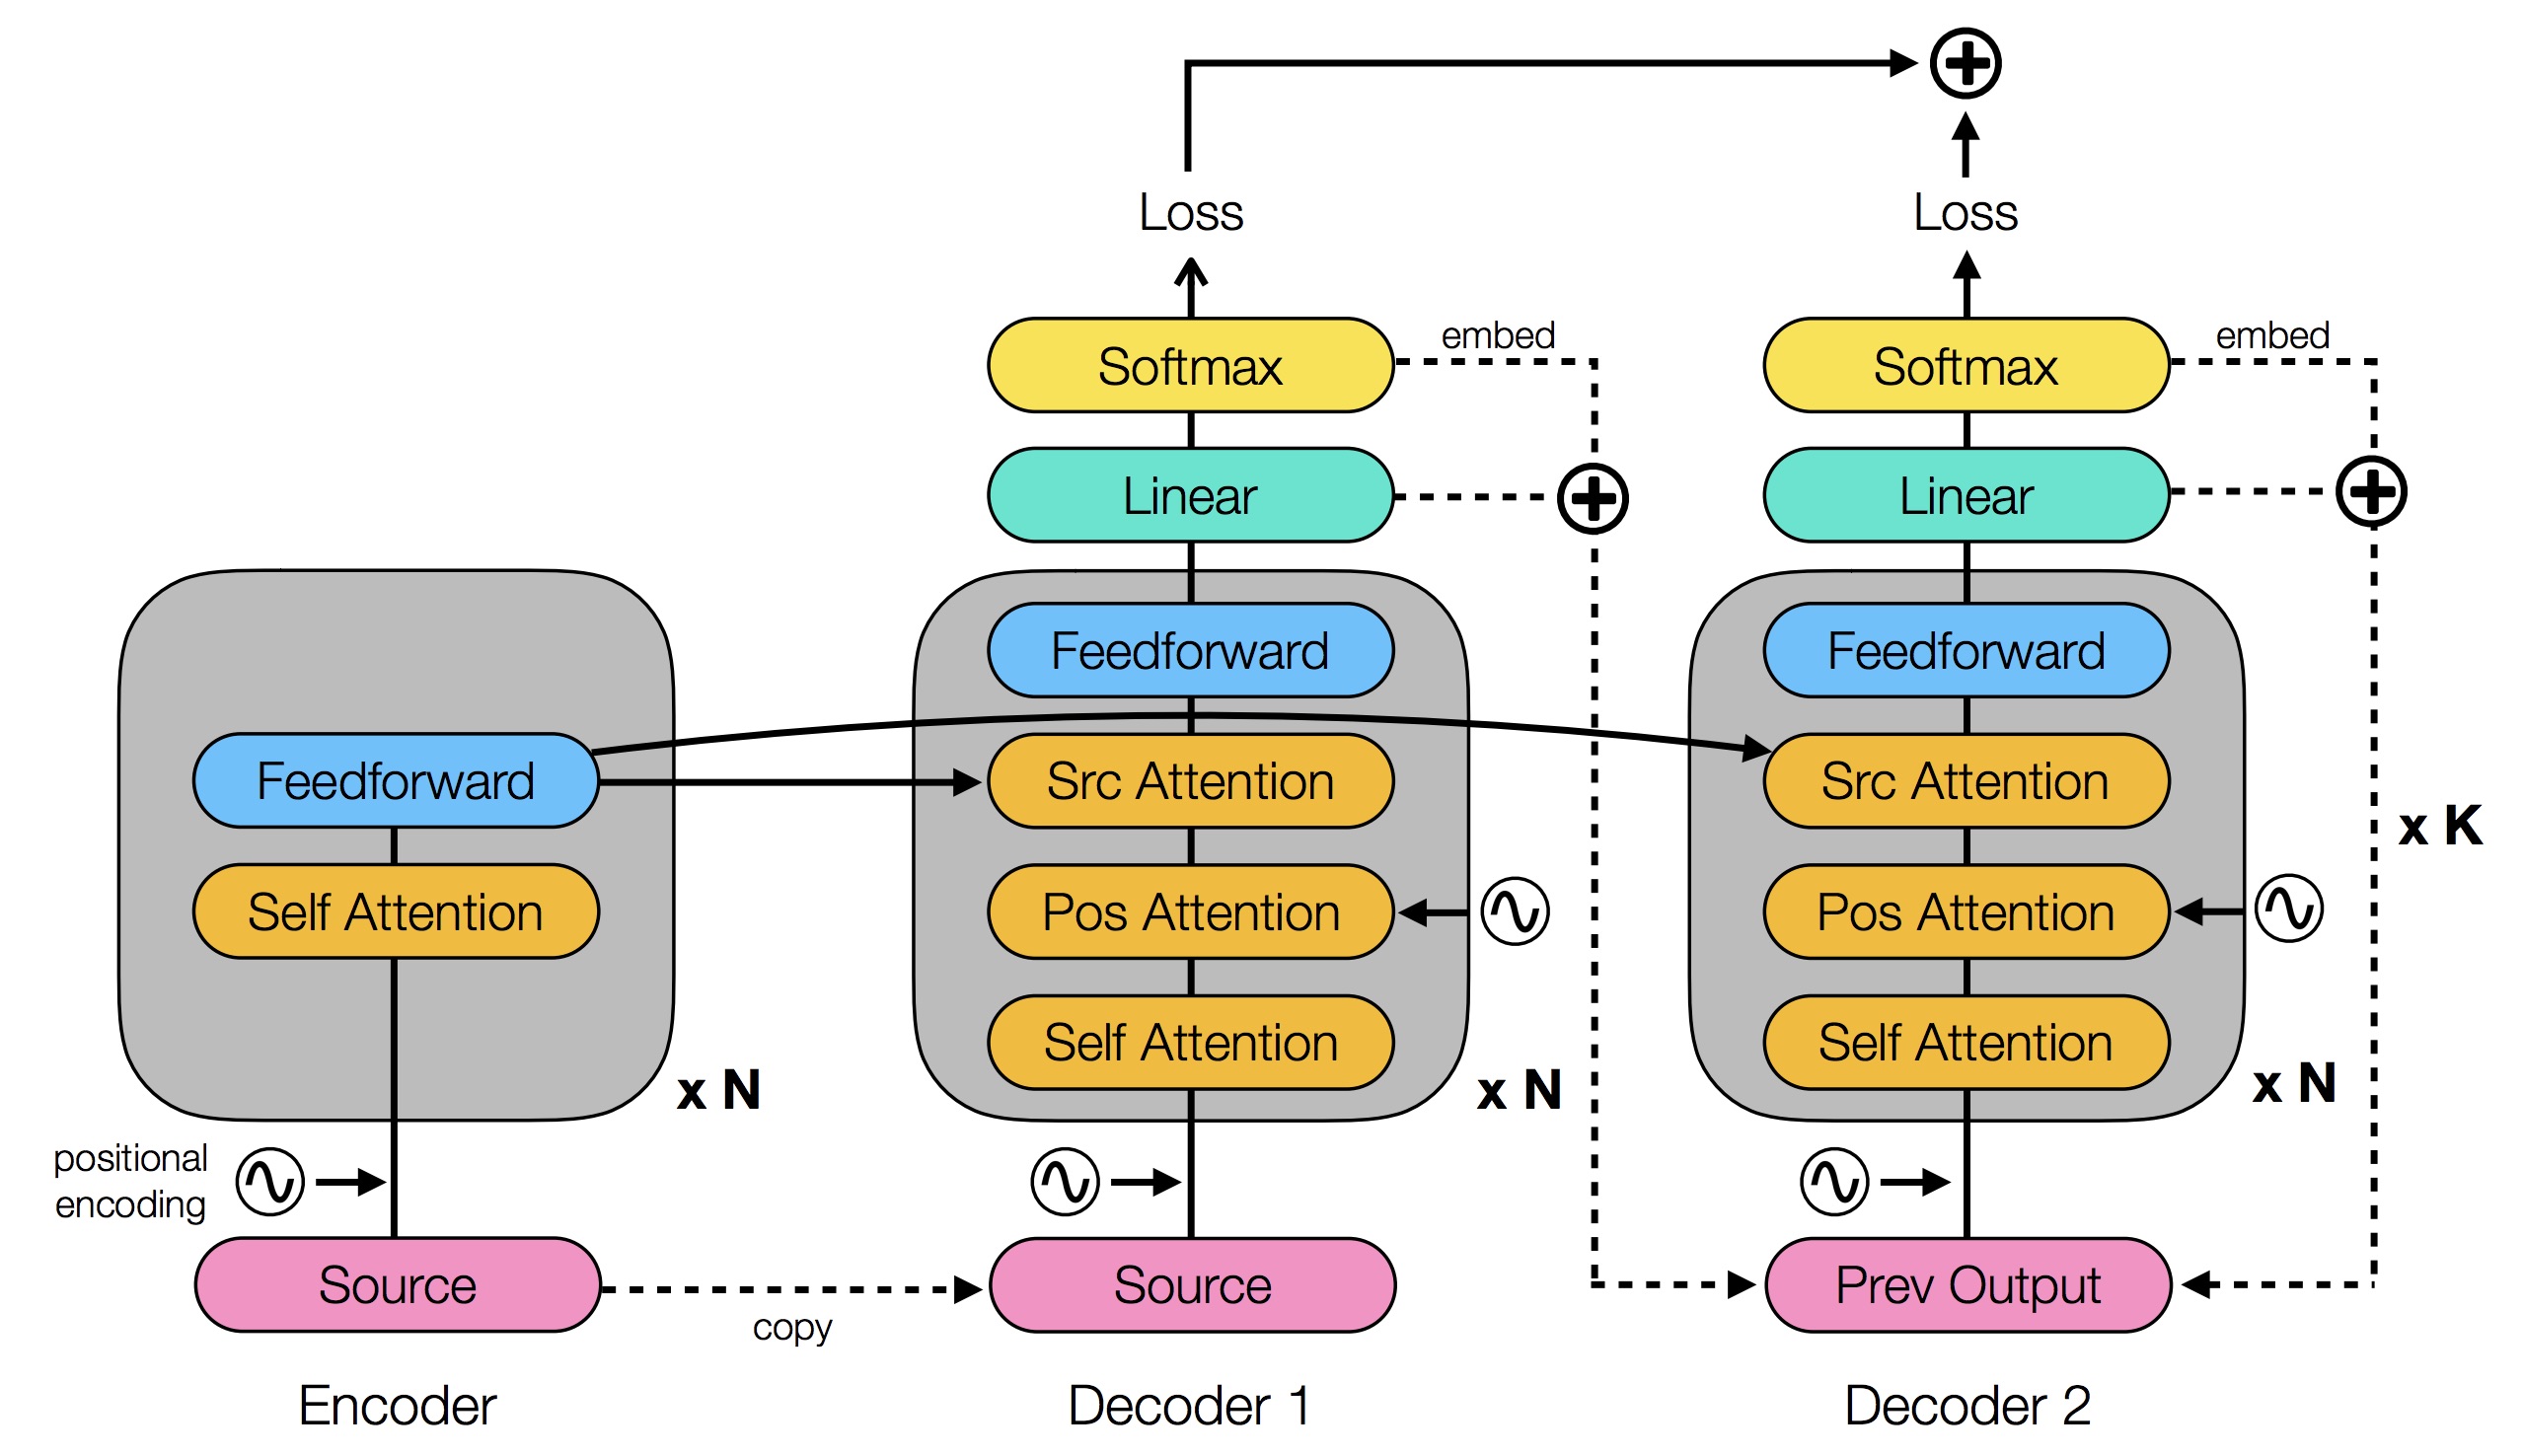 Loss
Loss
Softmax
embed
Softmax
embed
Linear
Linear
Feedforward
Feedforward
Feedforward
Src Attention
Src Attention
x K
Self Attention
Pos Attention
Pos Attention
Self Attention
Self Attention
x N
x N
x N
positional
encoding
Source
copy
Source
Prev Output
Encoder
Decoder 1
Decoder 2